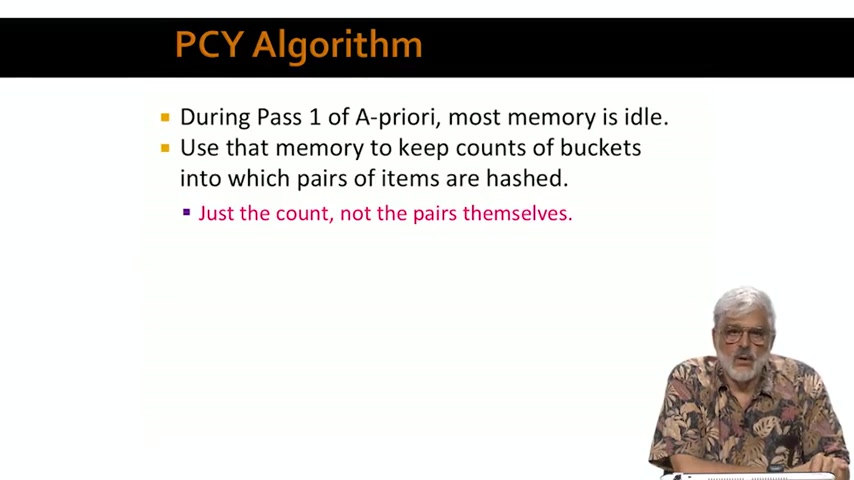 PCY Algorithm
During Pass 1 of A-priori, most memory is idle.
Use that memory to keep counts of buckets
into which pairs of items are hashed.
Just the count, not the pairs themselves.